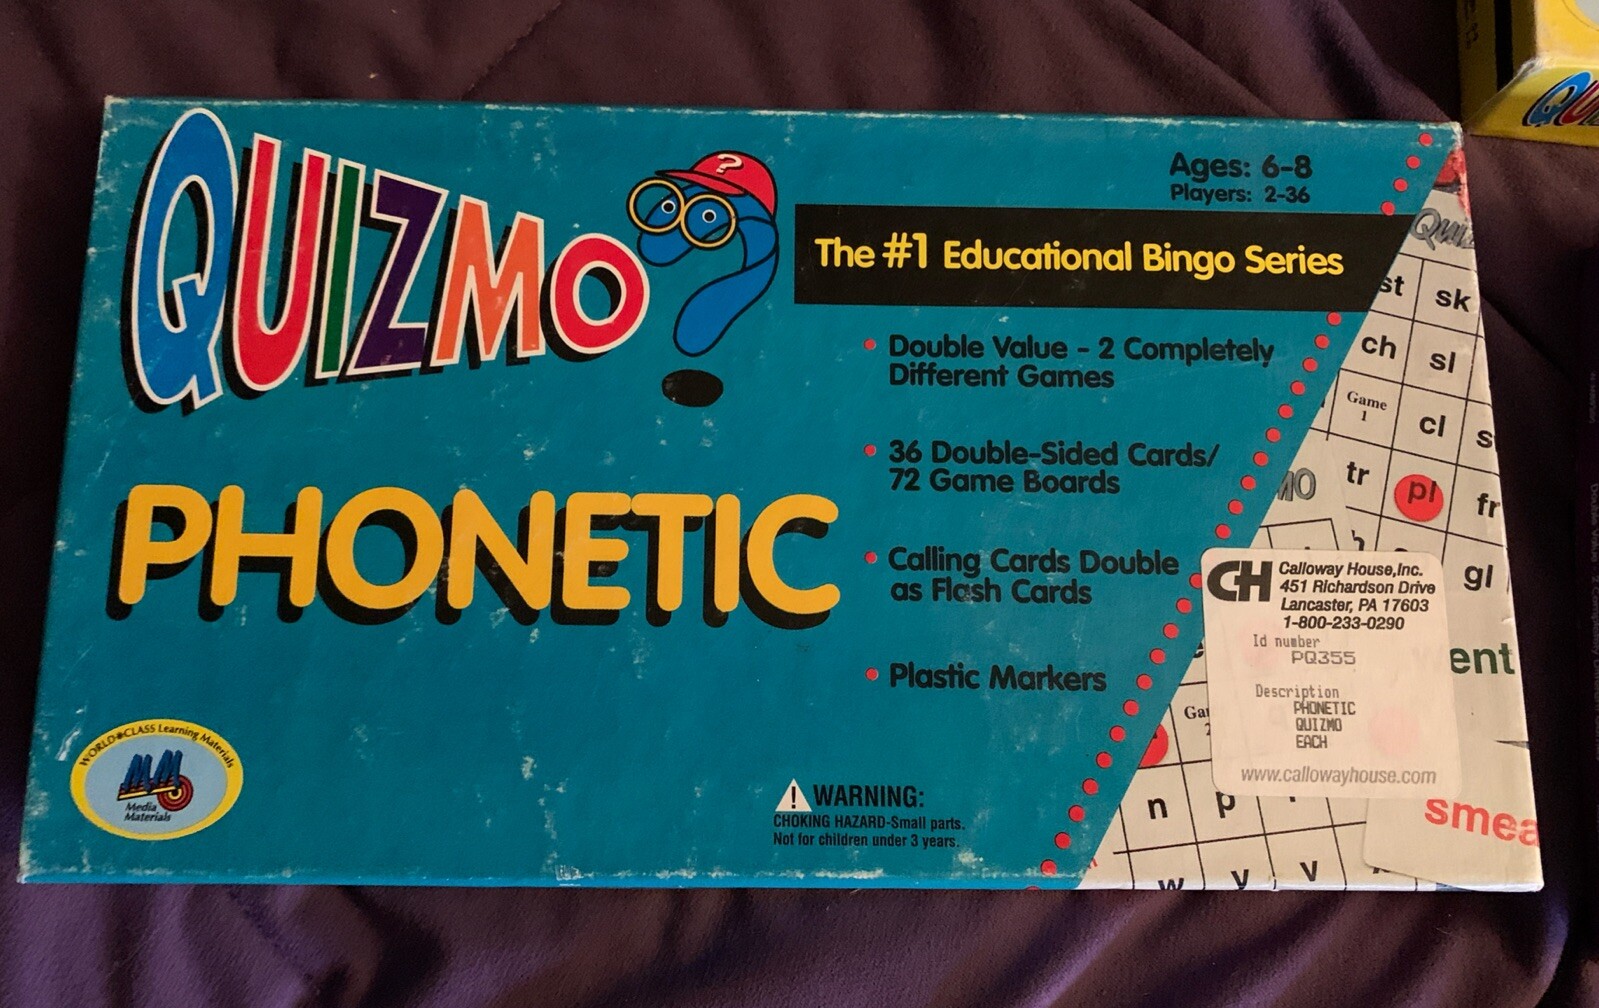 QUIZMO
?
Ages: 6-8
Players: 2-36
The #1 Educational Bingo Series
• Double Value - 2 Completely
Different Games
• 36 Double-Sided Cards/
72 Game Boards
• Calling Cards Double
as Flash Cards
• Plastic Markers
PHONETIC
WORLD CLASS Learning Materials
MM
Media
Materials
! WARNING:
CHOKING HAZARD-Small parts.
Not for children under 3 years.
st sk
ch sl
Game
1
cl
tr pl fr
gl
CH Calloway House,Inc.
451 Richardson Drive
Lancaster, PA 17603
1-800-233-0290
Id number
PQ355
Description
PHONETIC
QUIZMO
EACH
www.callowayhouse.com
ent
n p
smea
w y v